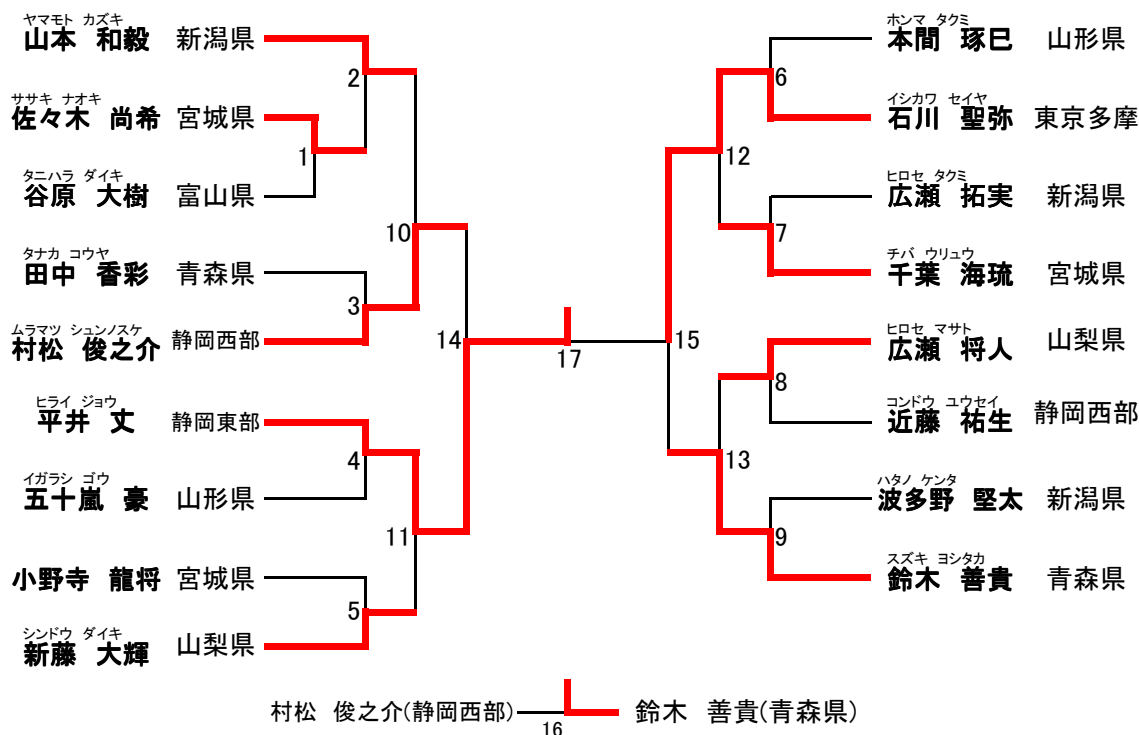 ヤマモト カズキ
山本 和毅 新潟県
2
ササキ ナオキ
佐々木 尚希 宮城県
1
タニハラ ダイキ
谷原 大樹 富山県
10
タナカ コウヤ
田中 香彩 青森県
3
ムラマツ シュンノスケ
村松 俊之介 静岡西部
14
ヒライ ジョウ
平井 丈 静岡東部
4
イガラシ ゴウ
五十嵐 豪 山形県
11
小野寺 龍将 宮城県
5
シンドウ ダイキ
新藤 大輝 山梨県
17
ホンマ タクミ
本間 琢巳 山形県
6
イシカワ セイヤ
石川 聖弥 東京多摩
12
ヒロセ タクミ
広瀬 拓実 新潟県
7
チバ ウリュウ
千葉 海琉 宮城県
15
ヒロセ マサト
広瀬 将人 山梨県
8
コンドウ ユウセイ
近藤 祐生 静岡西部
13
ハタノ ケンタ
波多野 堅太 新潟県
9
スズキ ヨシタカ
鈴木 善貴 青森県
村松 俊之介(静岡西部) 16 鈴木 善貴(青森県)